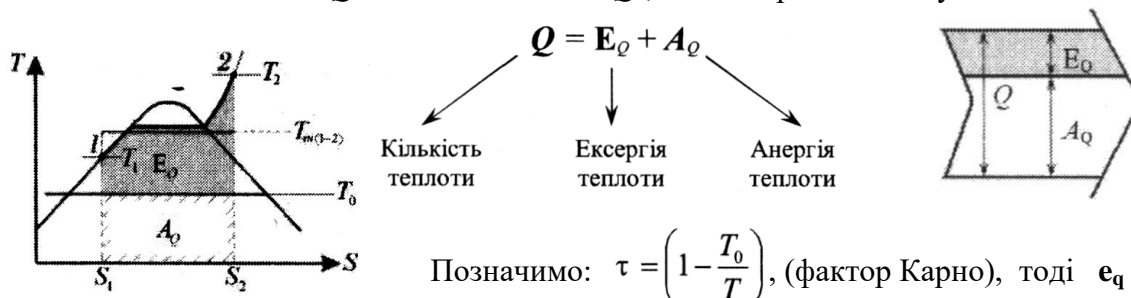 Q = E_Q + A_Q
Кількість теплоти
Ексергія теплоти
Анергія теплоти
T
2
T_2
T_m(1-2)
1
T_1
E_Q
T_0
A_Q
S_1
S_2
S
E_Q
Q
A_Q
Позначимо: τ = (1 − T_0/T), (фактор Карно), тоді e_q